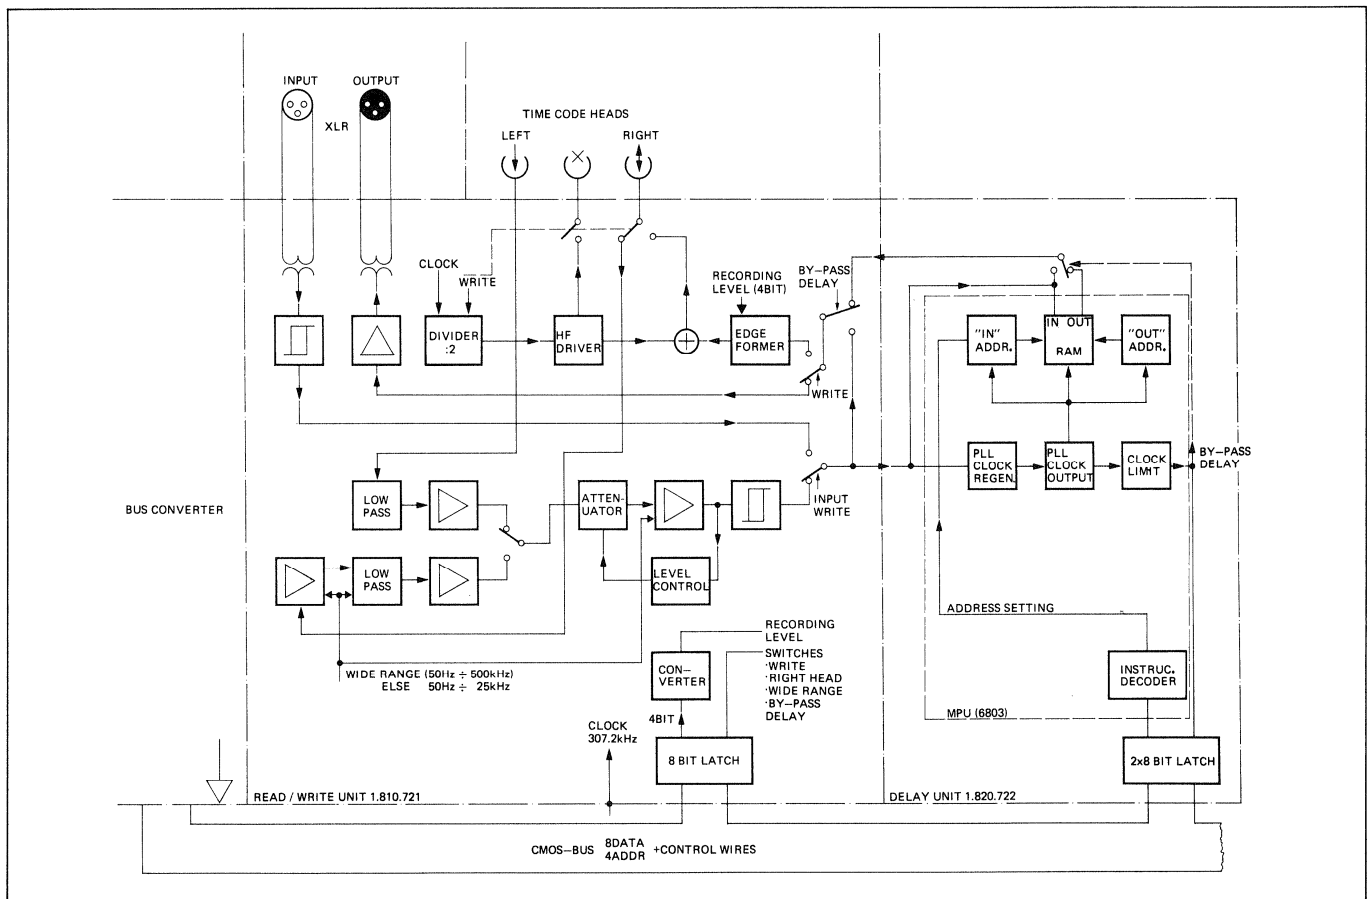 INPUT
OUTPUT
XLR
TIME CODE HEADS
LEFT
RIGHT
CLOCK
WRITE
DIVIDER
:2
HF
DRIVER
RECORDING
LEVEL (4BIT)
EDGE
FORMER
BY-PASS
DELAY
WRITE
IN OUT
RAM
"IN"
ADDR.
"OUT"
ADDR.
PLL
CLOCK
REGEN.
PLL
CLOCK
OUTPUT
CLOCK
LIMIT
BY-PASS
DELAY
INPUT
WRITE
LOW
PASS
ATTEN-
UATOR
BUS CONVERTER
LOW
PASS
LEVEL
CONTROL
ADDRESS SETTING
WIDE RANGE (50Hz ÷ 500kHz)
ELSE 50Hz ÷ 25kHz
RECORDING
LEVEL
CON-
VERTER
SWITCHES
·WRITE
·RIGHT HEAD
·WIDE RANGE
·BY-PASS
DELAY
INSTRUC.
DECODER
MPU (6803)
4BIT
CLOCK
307.2kHz
8 BIT LATCH
2x8 BIT LATCH
READ / WRITE UNIT 1.810.721
DELAY UNIT 1.820.722
CMOS-BUS 8DATA
4ADDR +CONTROL WIRES